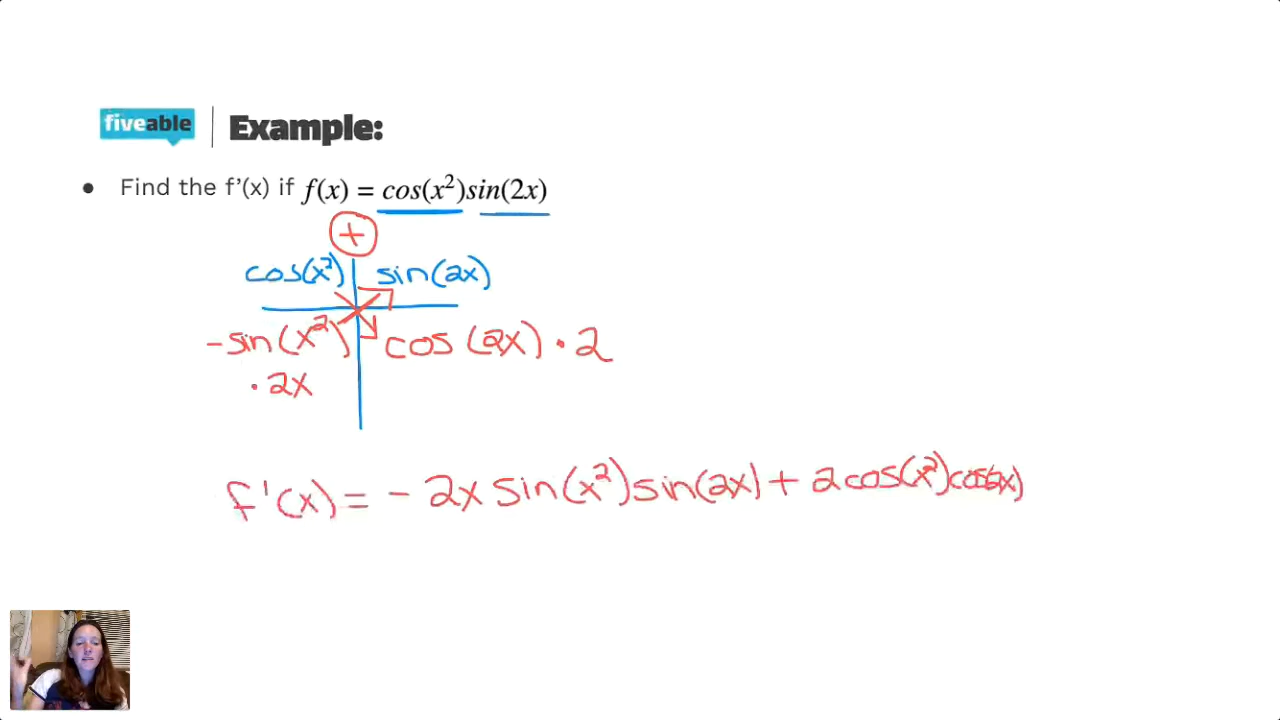 fiveable | Example:
● Find the f'(x) if f(x) = cos(x²)sin(2x)
+
cos(x²) sin(2x)
-sin(x²) cos(2x)·2
·2x
f'(x) = -2x sin(x²)sin(2x) + 2cos(x²)cos(2x)